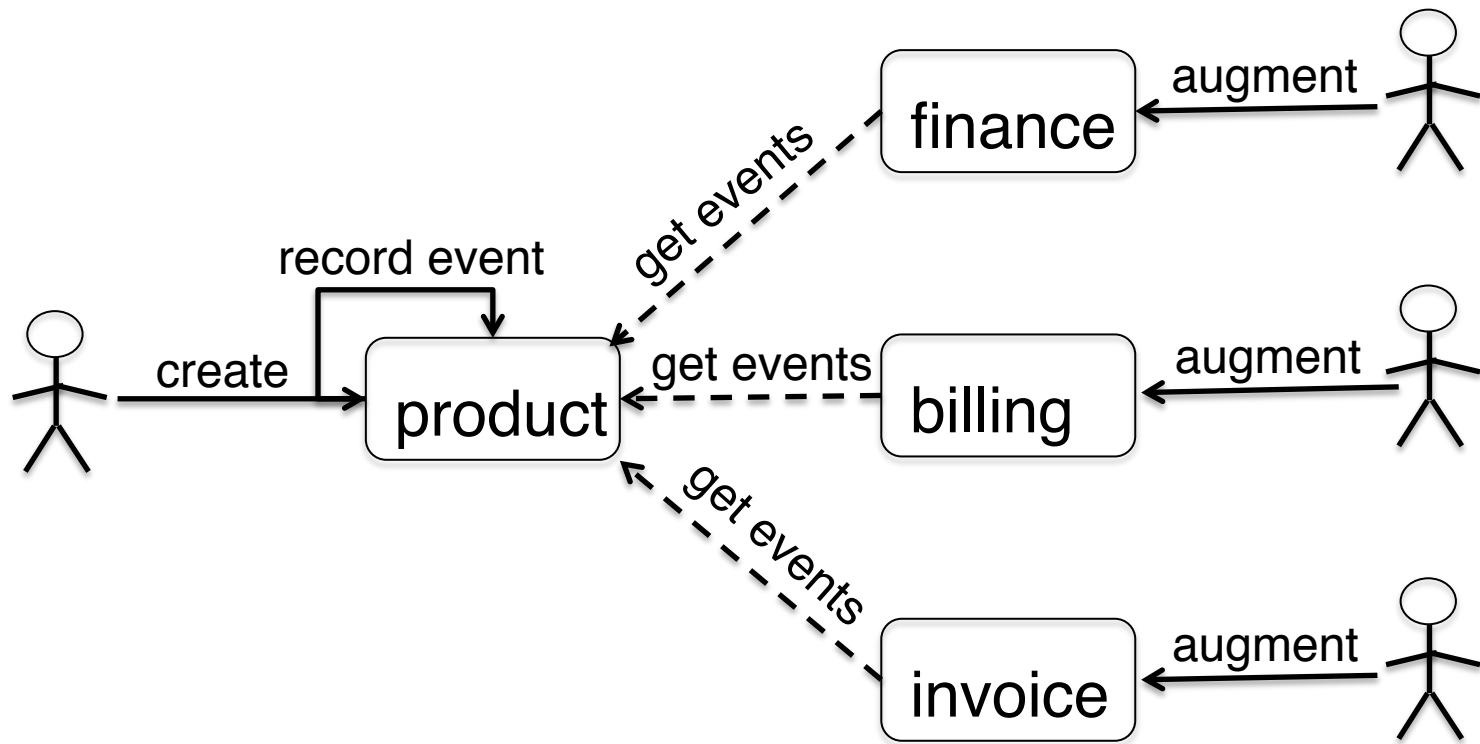 augment
finance
get events
record event
create
product
get events
billing
augment
get events
invoice
augment